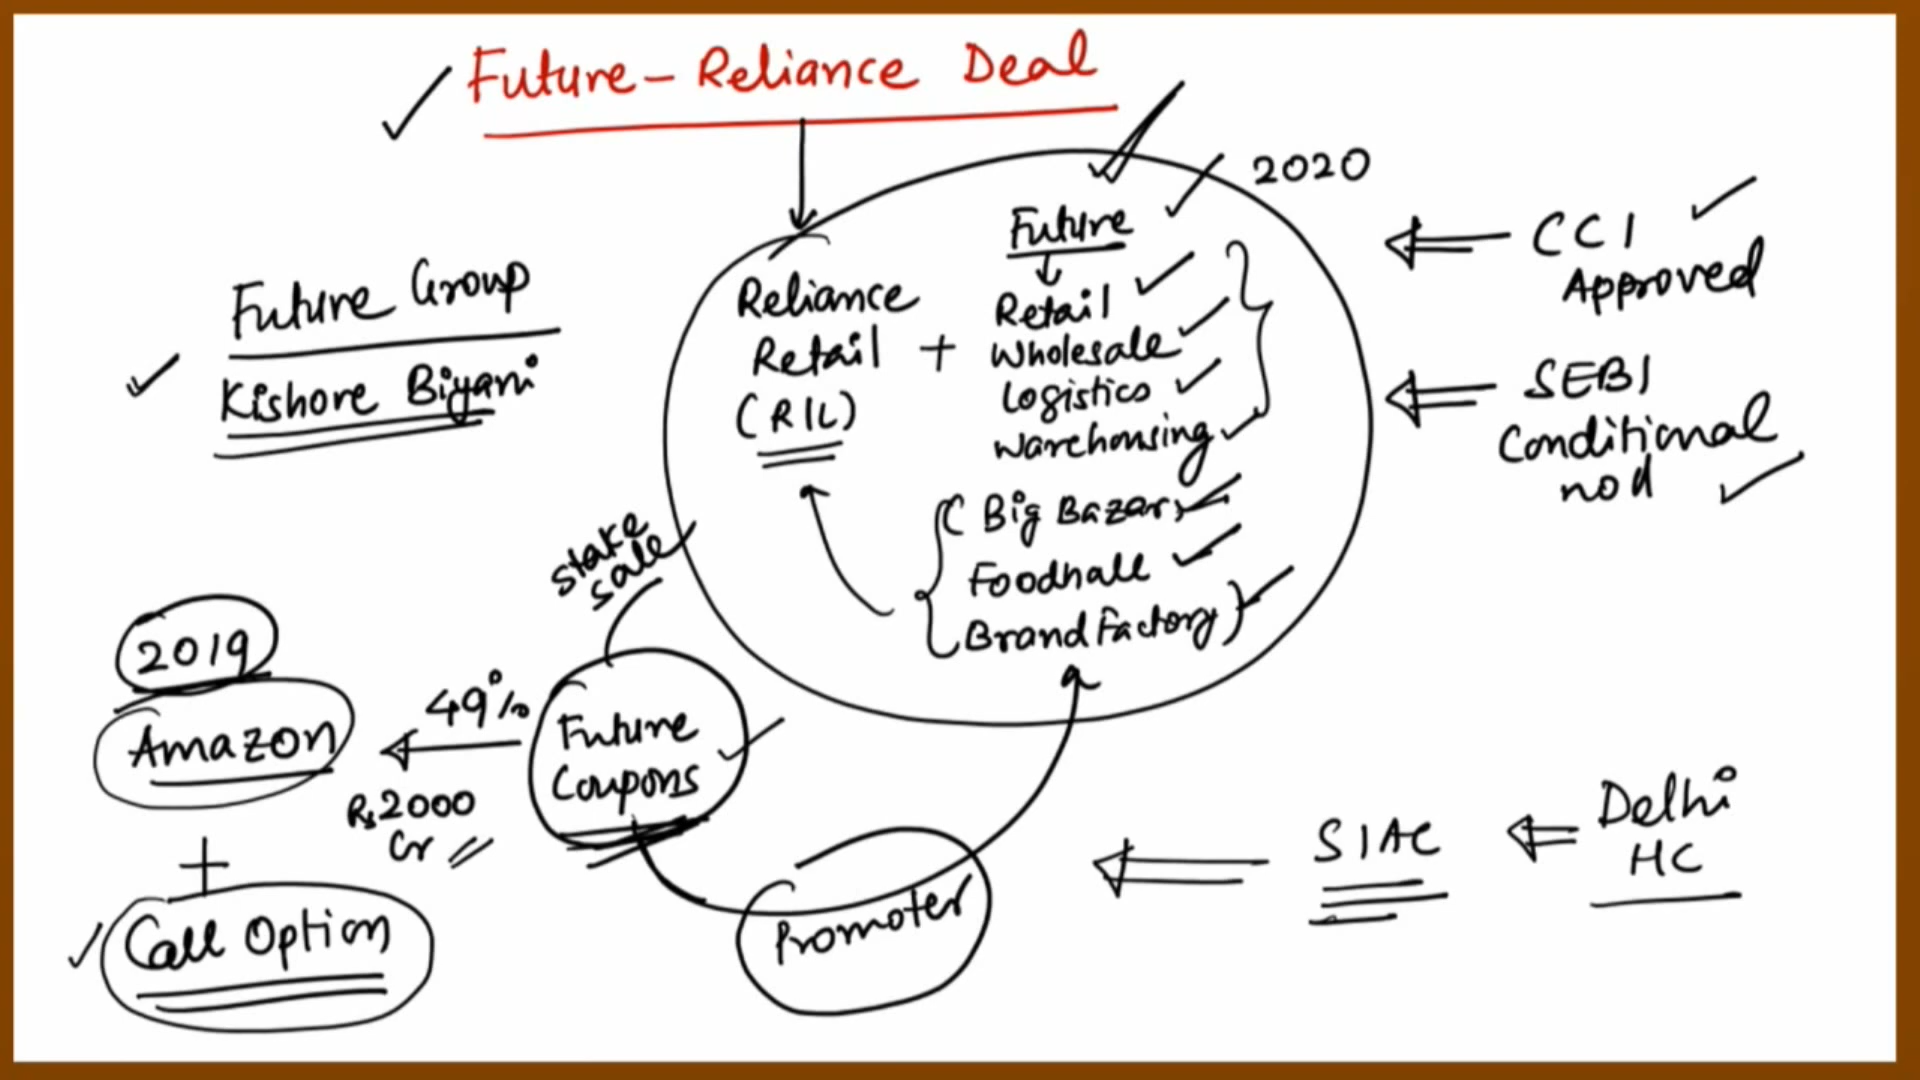 Future - Reliance Deal
2020
Future
Retail
Wholesale
Logistics
Warehousing
Reliance
Retail +
(RIL)
(Big Bazar,
Foodhall
Brand Factory)
CCI
Approved
SEBI
Conditional
nod
Future Group
Kishore Biyani
stake
sale
2019
Amazon
+
Call Option
49%
Rs 2000
Cr
Future
Coupons
Promoter
SIAC
Delhi
HC